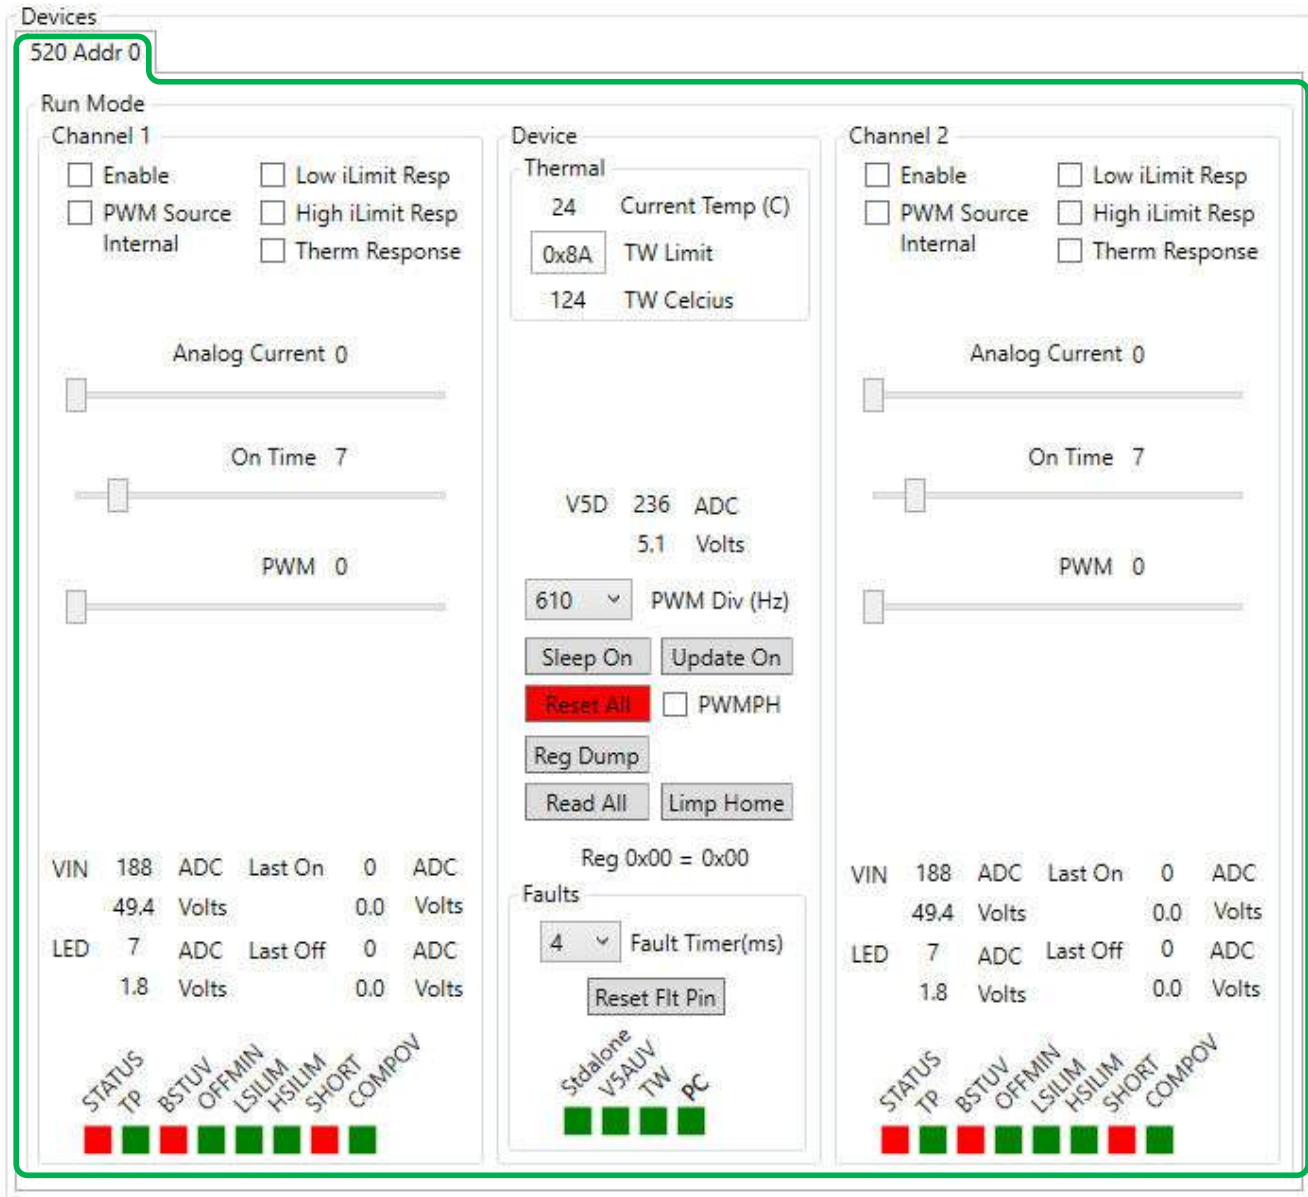 Devices
520 Addr 0
Run Mode
Channel 1
Enable
Low iLimit Resp
PWM Source
Internal
High iLimit Resp
Therm Response
Analog Current 0
On Time 7
PWM 0
VIN 188 ADC Last On 0 ADC
49.4 Volts 0.0 Volts
LED 7 ADC Last Off 0 ADC
1.8 Volts 0.0 Volts
STATUS
TP
BSTUV
OFFMIN
LSILIM
HSILIM
SHORT
COMPOV
Device
Thermal
24 Current Temp (C)
0x8A TW Limit
124 TW Celcius
V5D 236 ADC
5.1 Volts
610 PWM Div (Hz)
Sleep On Update On
Reset All PWMPH
Reg Dump
Read All Limp Home
Reg 0x00 = 0x00
Faults
4 Fault Timer(ms)
Reset Flt Pin
Stdalone
V5AUV
TW
PC
Channel 2
Enable
Low iLimit Resp
PWM Source
Internal
High iLimit Resp
Therm Response
Analog Current 0
On Time 7
PWM 0
VIN 188 ADC Last On 0 ADC
49.4 Volts 0.0 Volts
LED 7 ADC Last Off 0 ADC
1.8 Volts 0.0 Volts
STATUS
TP
BSTUV
OFFMIN
LSILIM
HSILIM
SHORT
COMPOV